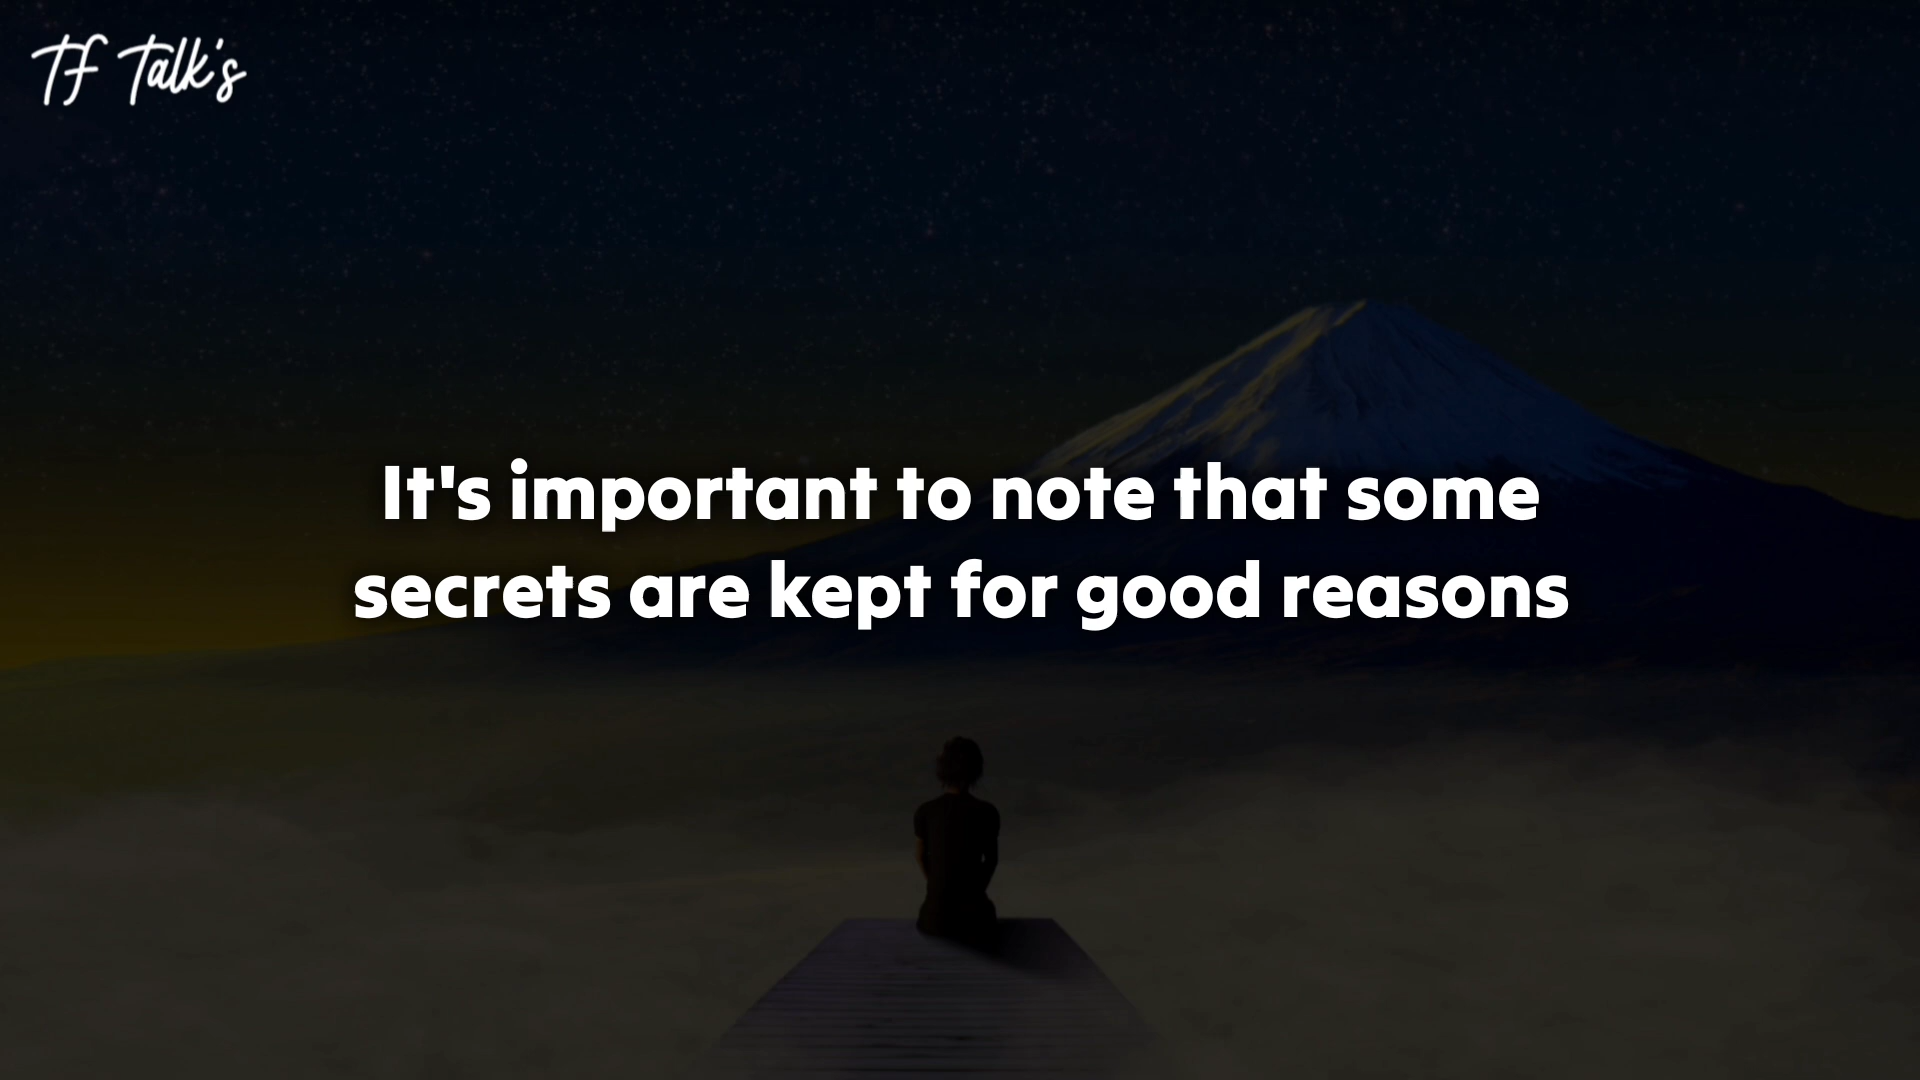 TF Talk's
It's important to note that some
secrets are kept for good reasons